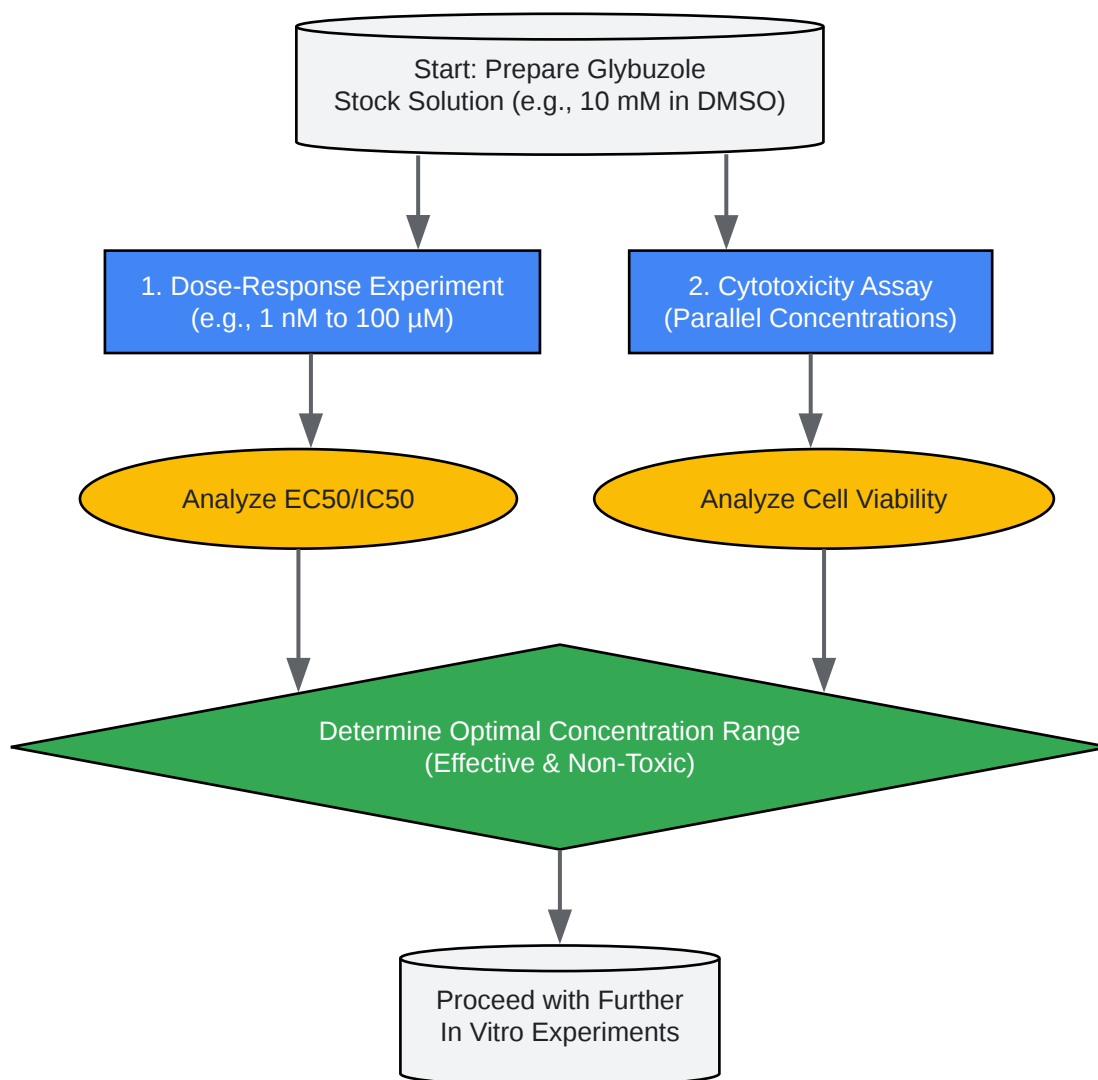 Start: Prepare Glybuzole
Stock Solution (e.g., 10 mM in DMSO)
1. Dose-Response Experiment
(e.g., 1 nM to 100 µM)
2. Cytotoxicity Assay
(Parallel Concentrations)
Analyze EC50/IC50
Analyze Cell Viability
Determine Optimal Concentration Range
(Effective & Non-Toxic)
Proceed with Further
In Vitro Experiments